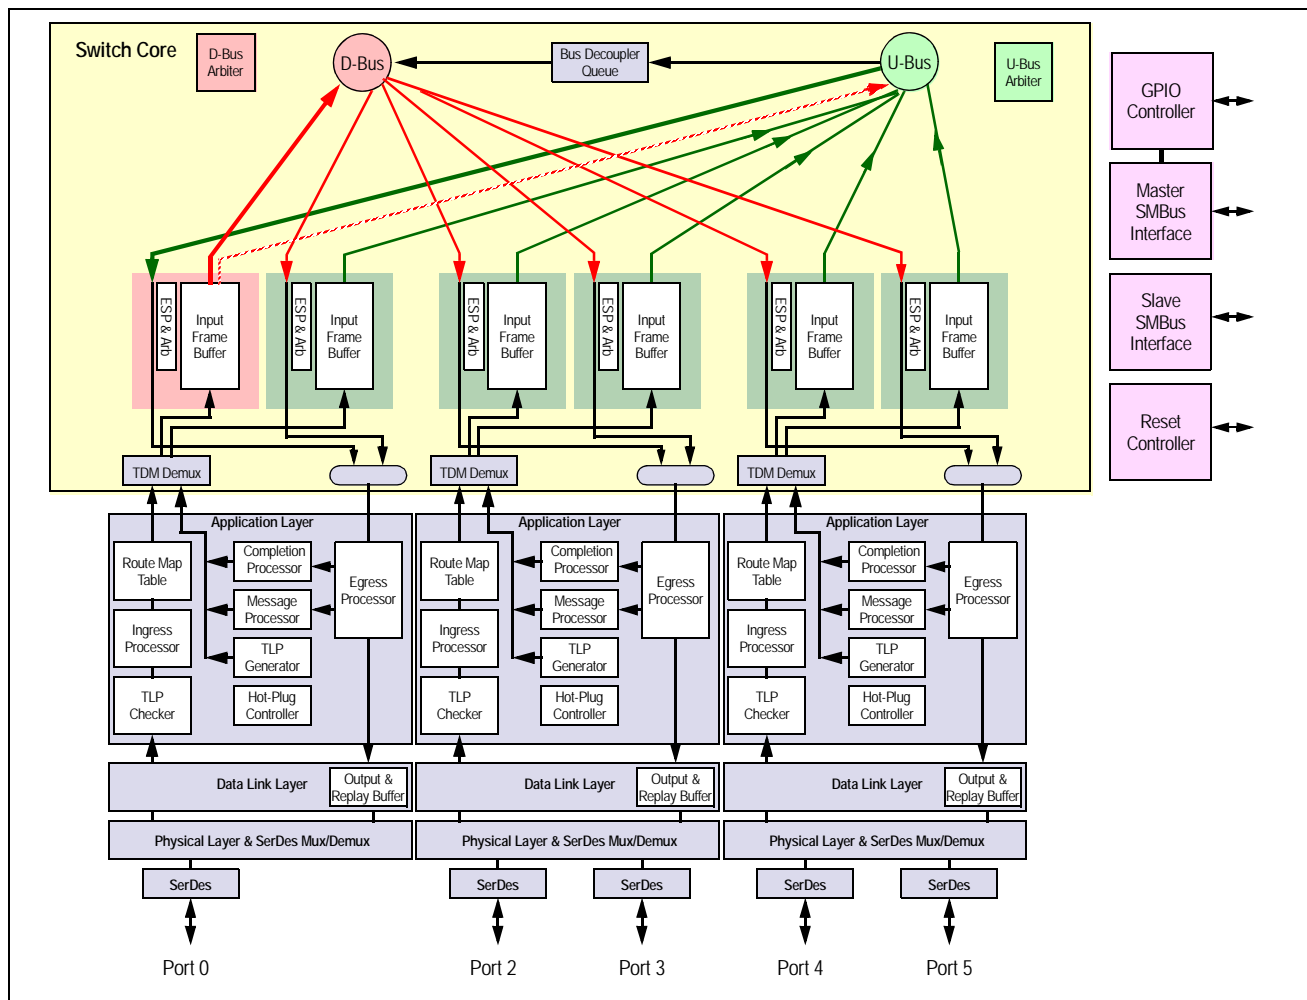 Switch Core
D-Bus
Arbiter
D-Bus
Bus Decoupler
Queue
U-Bus
U-Bus
Arbiter
GPIO
Controller
Master
SMBus
Interface
Slave
SMBus
Interface
Reset
Controller
ESP & Arb
Input
Frame
Buffer
ESP & Arb
Input
Frame
Buffer
ESP & Arb
Input
Frame
Buffer
ESP & Arb
Input
Frame
Buffer
ESP & Arb
Input
Frame
Buffer
ESP & Arb
Input
Frame
Buffer
TDM Demux
TDM Demux
TDM Demux
Application Layer
Route Map
Table
Ingress
Processor
TLP
Checker
Completion
Processor
Message
Processor
TLP
Generator
Hot-Plug
Controller
Egress
Processor
Application Layer
Route Map
Table
Ingress
Processor
TLP
Checker
Completion
Processor
Message
Processor
TLP
Generator
Hot-Plug
Controller
Egress
Processor
Application Layer
Route Map
Table
Ingress
Processor
TLP
Checker
Completion
Processor
Message
Processor
TLP
Generator
Hot-Plug
Controller
Egress
Processor
Data Link Layer
Output &
Replay Buffer
Data Link Layer
Output &
Replay Buffer
Data Link Layer
Output &
Replay Buffer
Physical Layer & SerDes Mux/Demux
Physical Layer & SerDes Mux/Demux
Physical Layer & SerDes Mux/Demux
SerDes
SerDes
SerDes
SerDes
SerDes
Port 0
Port 2
Port 3
Port 4
Port 5